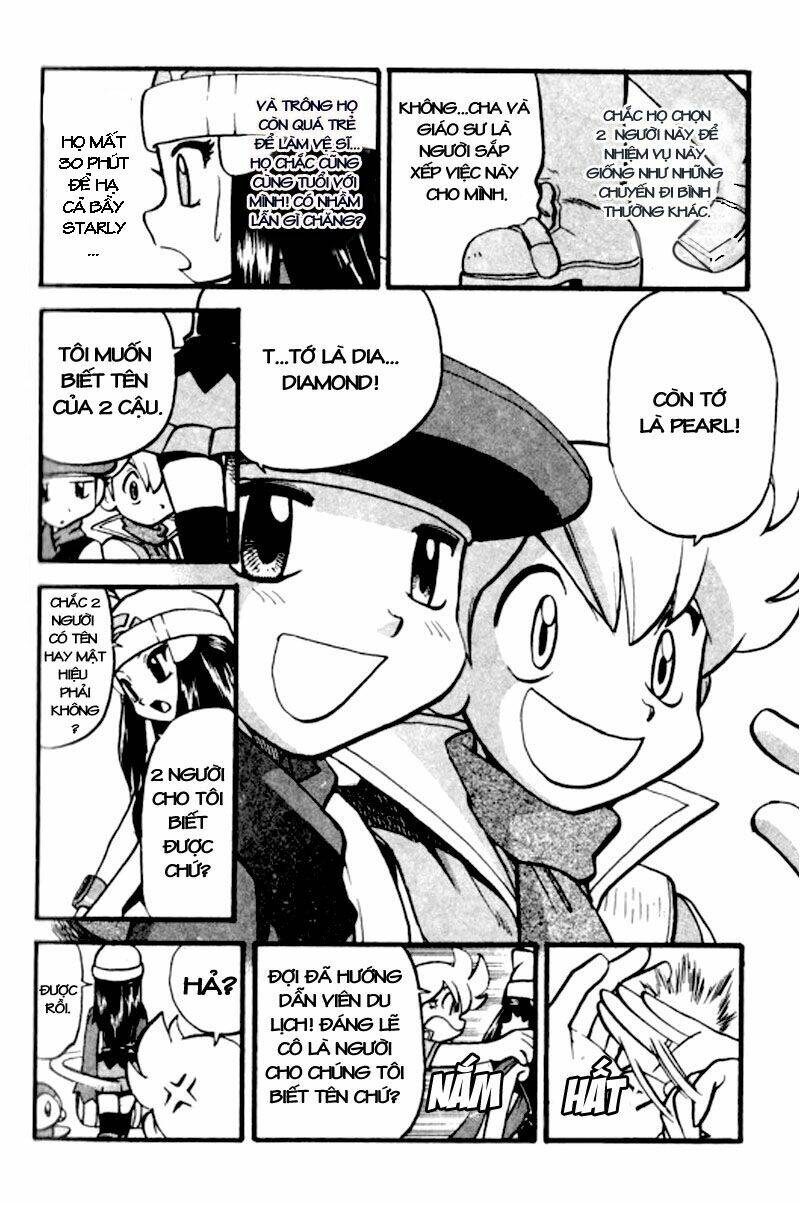 HỌ MẤT
30 PHÚT
ĐỂ HẠ
CẢ BẦY
STARLY
...
VÀ TRÔNG HỌ
CÒN QUÁ TRẺ
ĐỂ LÀM VỆ SĨ...
HỌ CHẮC CŨNG
CÙNG TUỔI VỚI
MÌNH! CÓ NHẦM
LẪN GÌ CHĂNG?
KHÔNG...CHA VÀ
GIÁO SƯ LÀ
NGƯỜI SẮP
XẾP VIỆC NÀY
CHO MÌNH.
CHẮC HỌ CHỌN
2 NGƯỜI NÀY ĐỂ
NHIỆM VỤ NÀY
GIỐNG NHƯ NHỮNG
CHUYẾN ĐI BÌNH
THƯỜNG KHÁC.
TÔI MUỐN
BIẾT TÊN
CỦA 2 CẬU.
CHẮC 2
NGƯỜI
CÓ TÊN
HAY MẬT
HIỆU
PHẢI
KHÔNG
?
2 NGƯỜI
CHO TÔI
BIẾT
ĐƯỢC
CHỨ?
T...TỚ LÀ DIA...
DIAMOND!
CÒN TỚ
LÀ PEARL!
ĐƯỢC
RỒI.
HẢ?
ĐỢI ĐÃ HƯỚNG
DẪN VIÊN DU
LỊCH! ĐÁNG LẼ
CÔ LÀ NGƯỜI
CHO CHÚNG TÔI
BIẾT TÊN CHỨ?
NẮM
HẤT